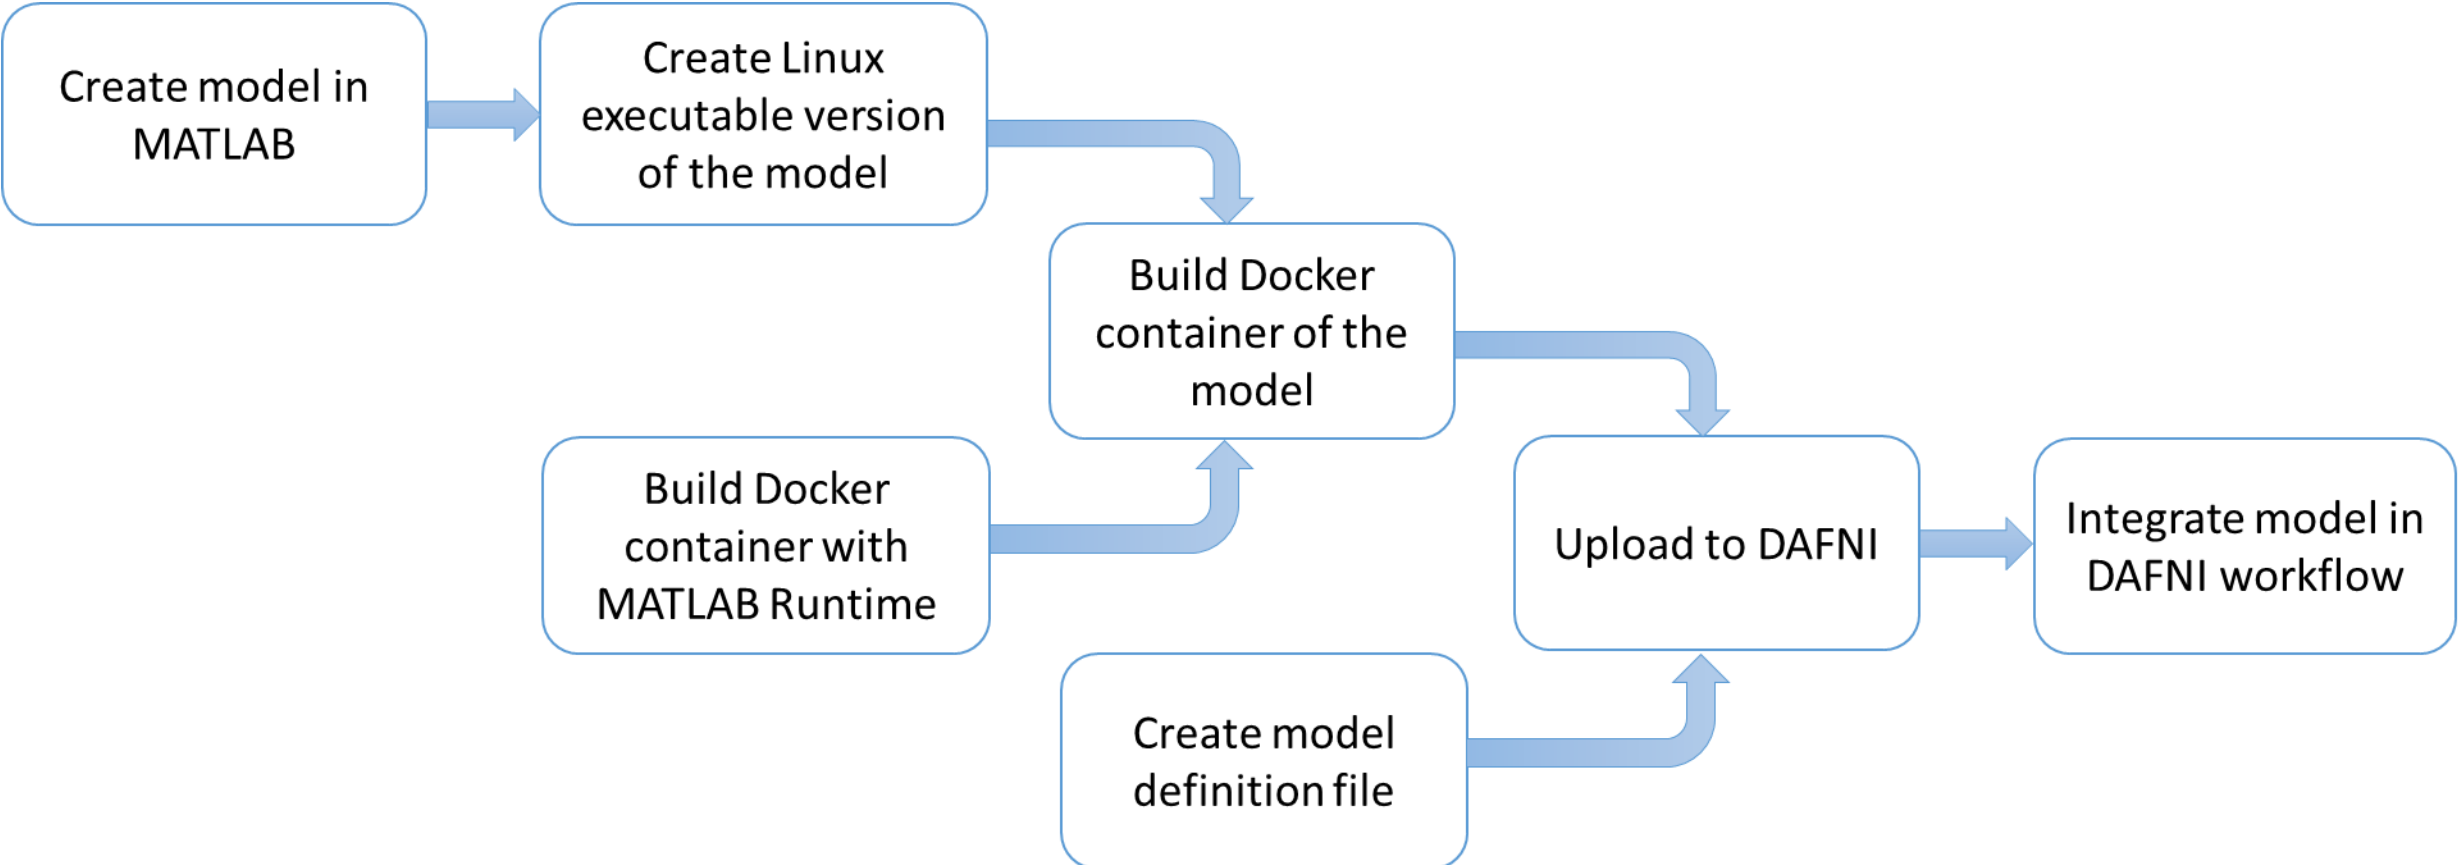 Create model in
MATLAB
Create Linux
executable version
of the model
Build Docker
container of the
model
Build Docker
container with
MATLAB Runtime
Upload to DAFNI
Integrate model in
DAFNI workflow
Create model
definition file